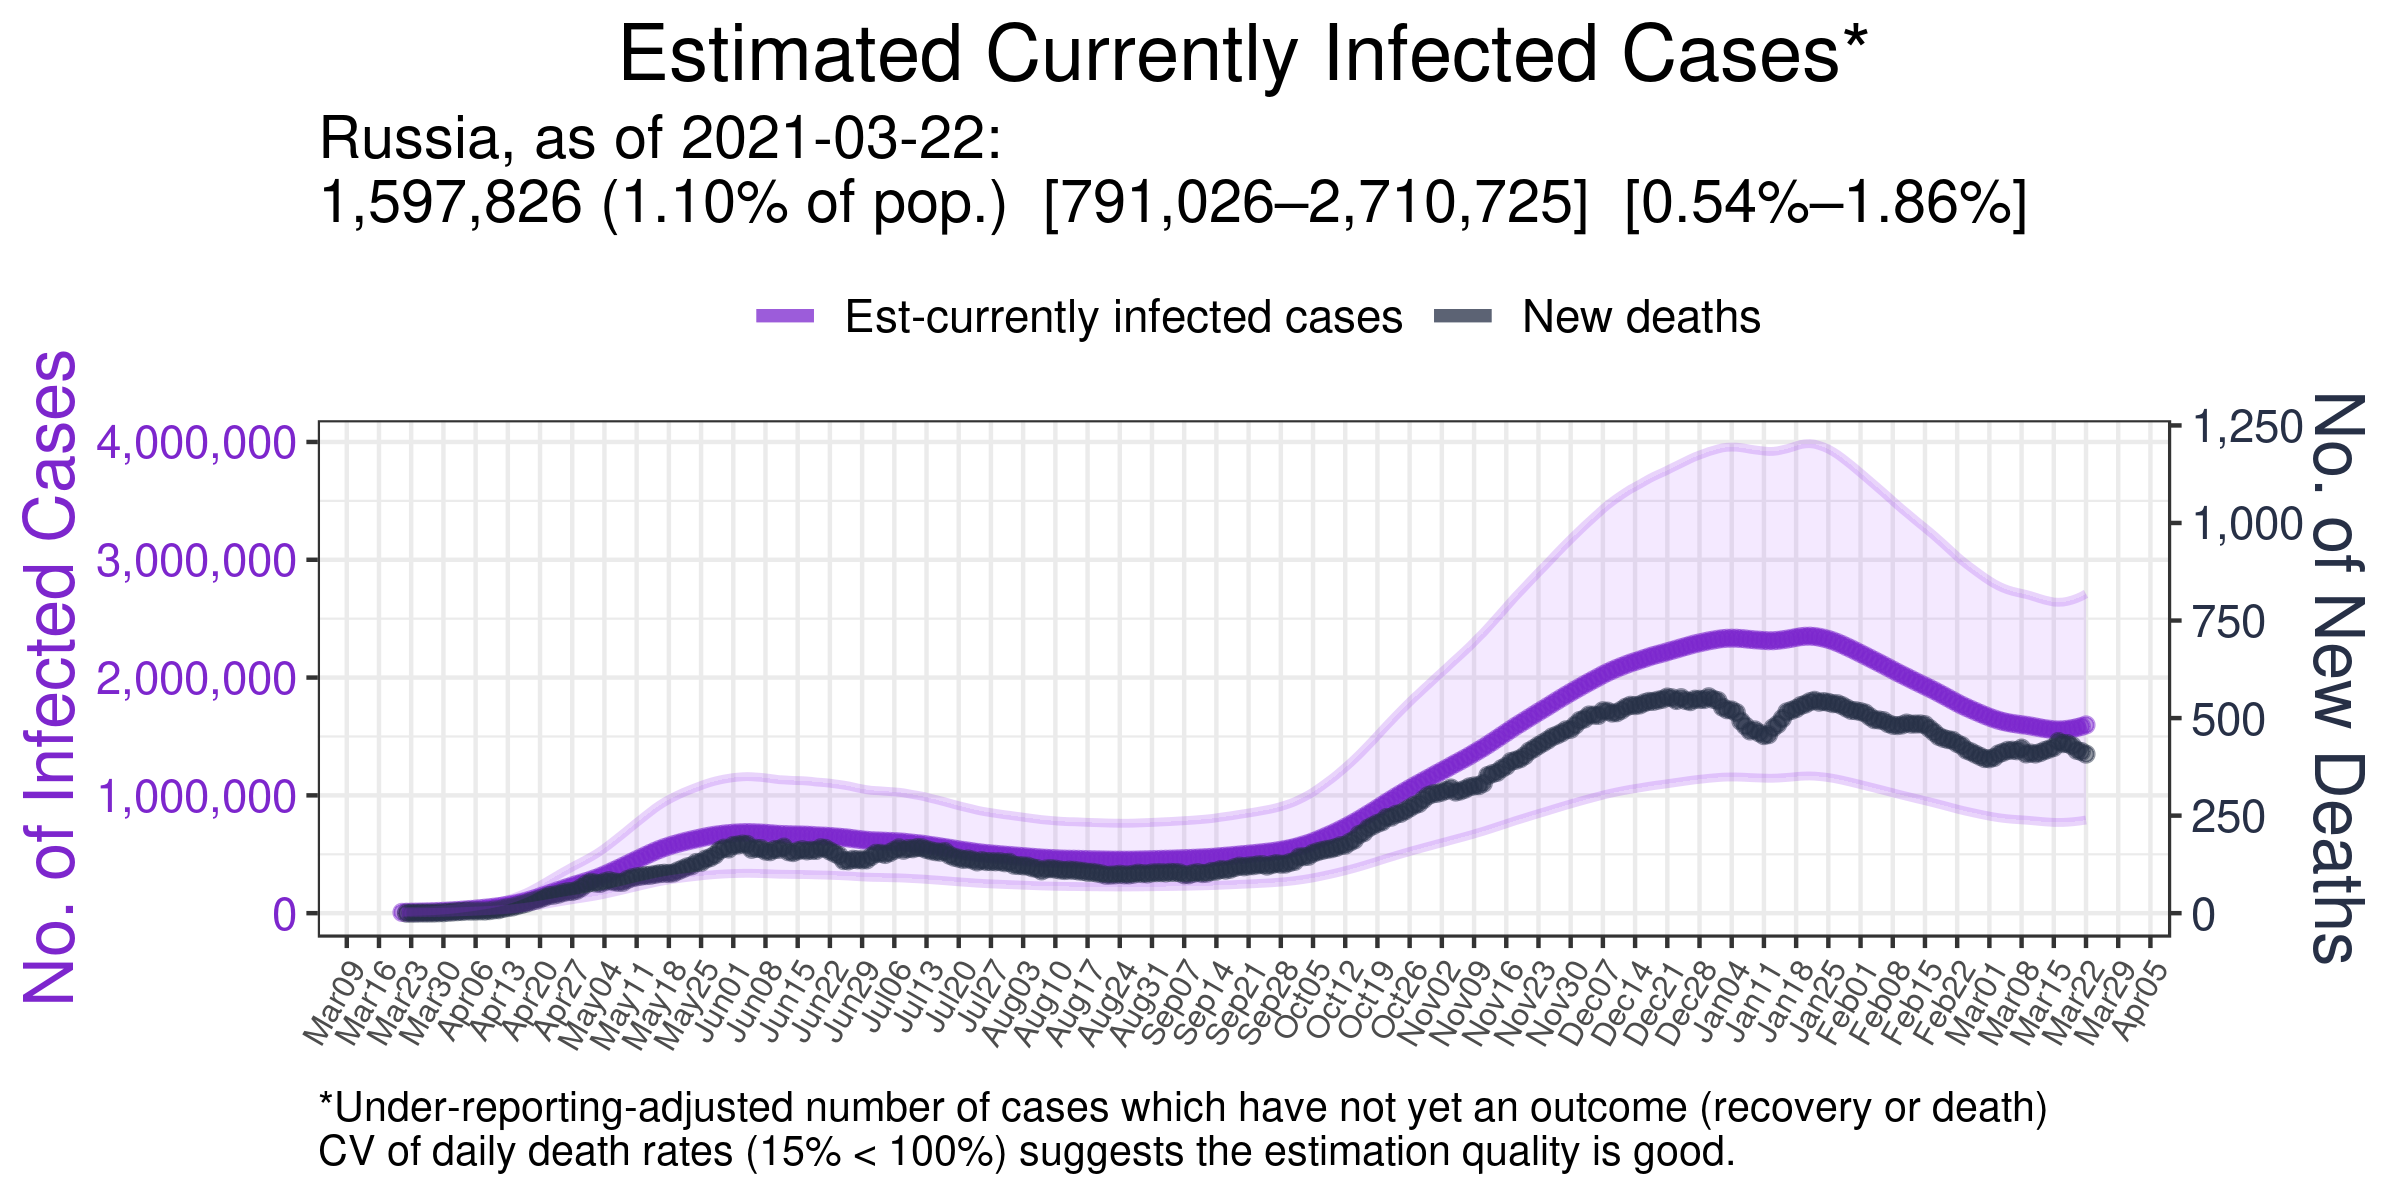 Estimated Currently Infected Cases*
Russia, as of 2021-03-22:
1,597,826 (1.10% of pop.) [791,026–2,710,725] [0.54%–1.86%]
Est-currently infected cases
New deaths
No. of Infected Cases
4,000,000
3,000,000
2,000,000
1,000,000
0
1,250
1,000
750
500
250
0
No. of New Deaths
Mar09
Mar16
Mar23
Mar30
Apr06
Apr13
Apr20
Apr27
May04
May11
May18
May25
Jun01
Jun08
Jun15
Jun22
Jun29
Jul06
Jul13
Jul20
Jul27
Aug03
Aug10
Aug17
Aug24
Aug31
Sep07
Sep14
Sep21
Sep28
Oct05
Oct12
Oct19
Oct26
Nov02
Nov09
Nov16
Nov23
Nov30
Dec07
Dec14
Dec21
Dec28
Jan04
Jan11
Jan18
Jan25
Feb01
Feb08
Feb15
Feb22
Mar01
Mar08
Mar15
Mar22
Mar29
Apr05
*Under-reporting-adjusted number of cases which have not yet an outcome (recovery or death)
CV of daily death rates (15% < 100%) suggests the estimation quality is good.